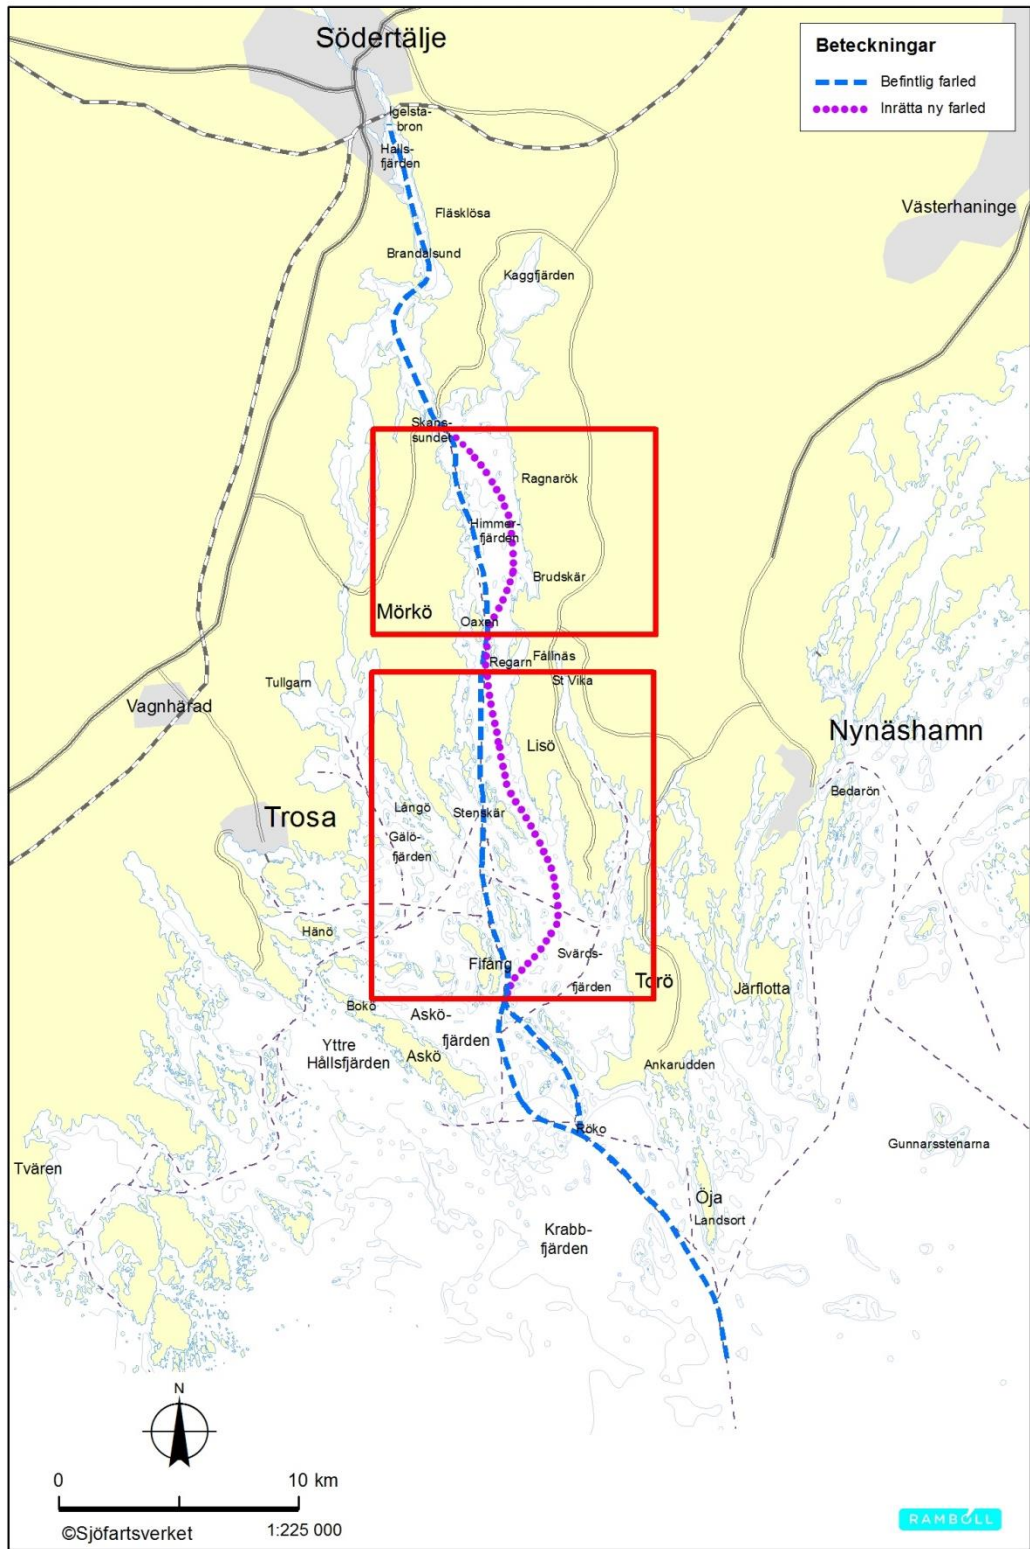 Södertälje
Beteckningar
Befintlig farled
Inrätta ny farled
Igelsta-
bron
Halls-
fjärden
Fläsklösa
Västerhaninge
Brandalsund
Kaggfjärden
Skans-
sundet
Ragnarök
Himmer-
fjärden
Brudskär
Mörkö
Oaxen
Regarn
Fållnäs
St Vika
Tullgarn
Vagnhärad
Lisö
Nynäshamn
Bedarön
Trosa
Långö
Stenskär
Gälö-
fjärden
Hänö
Fifång
Svärds-
fjärden
Torö
Järflotta
Bokö
Askö-
fjärden
Yttre
Hållsfjärden
Askö
Ankarudden
Röko
Gunnarsstenarna
Tvären
Öja
Landsort
Krabb-
fjärden
N
0 10 km
©Sjöfartsverket 1:225 000
RAMBOLL